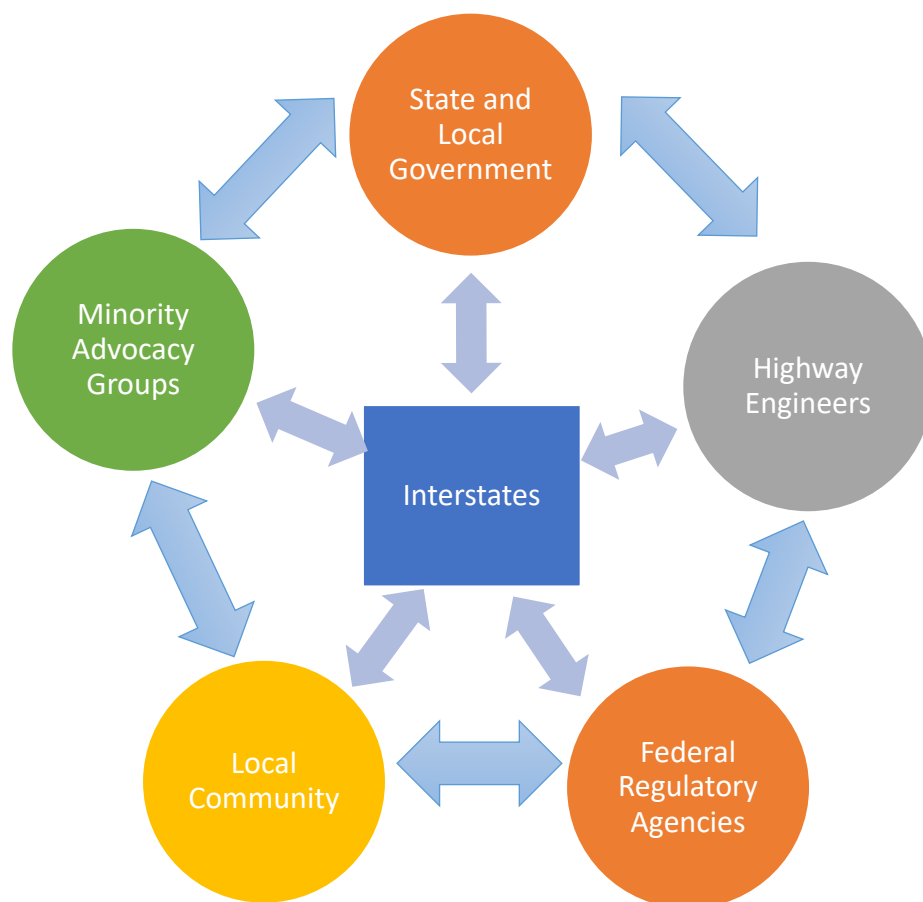 State and
Local
Government
Minority
Advocacy
Groups
Highway
Engineers
Interstates
Local
Community
Federal
Regulatory
Agencies